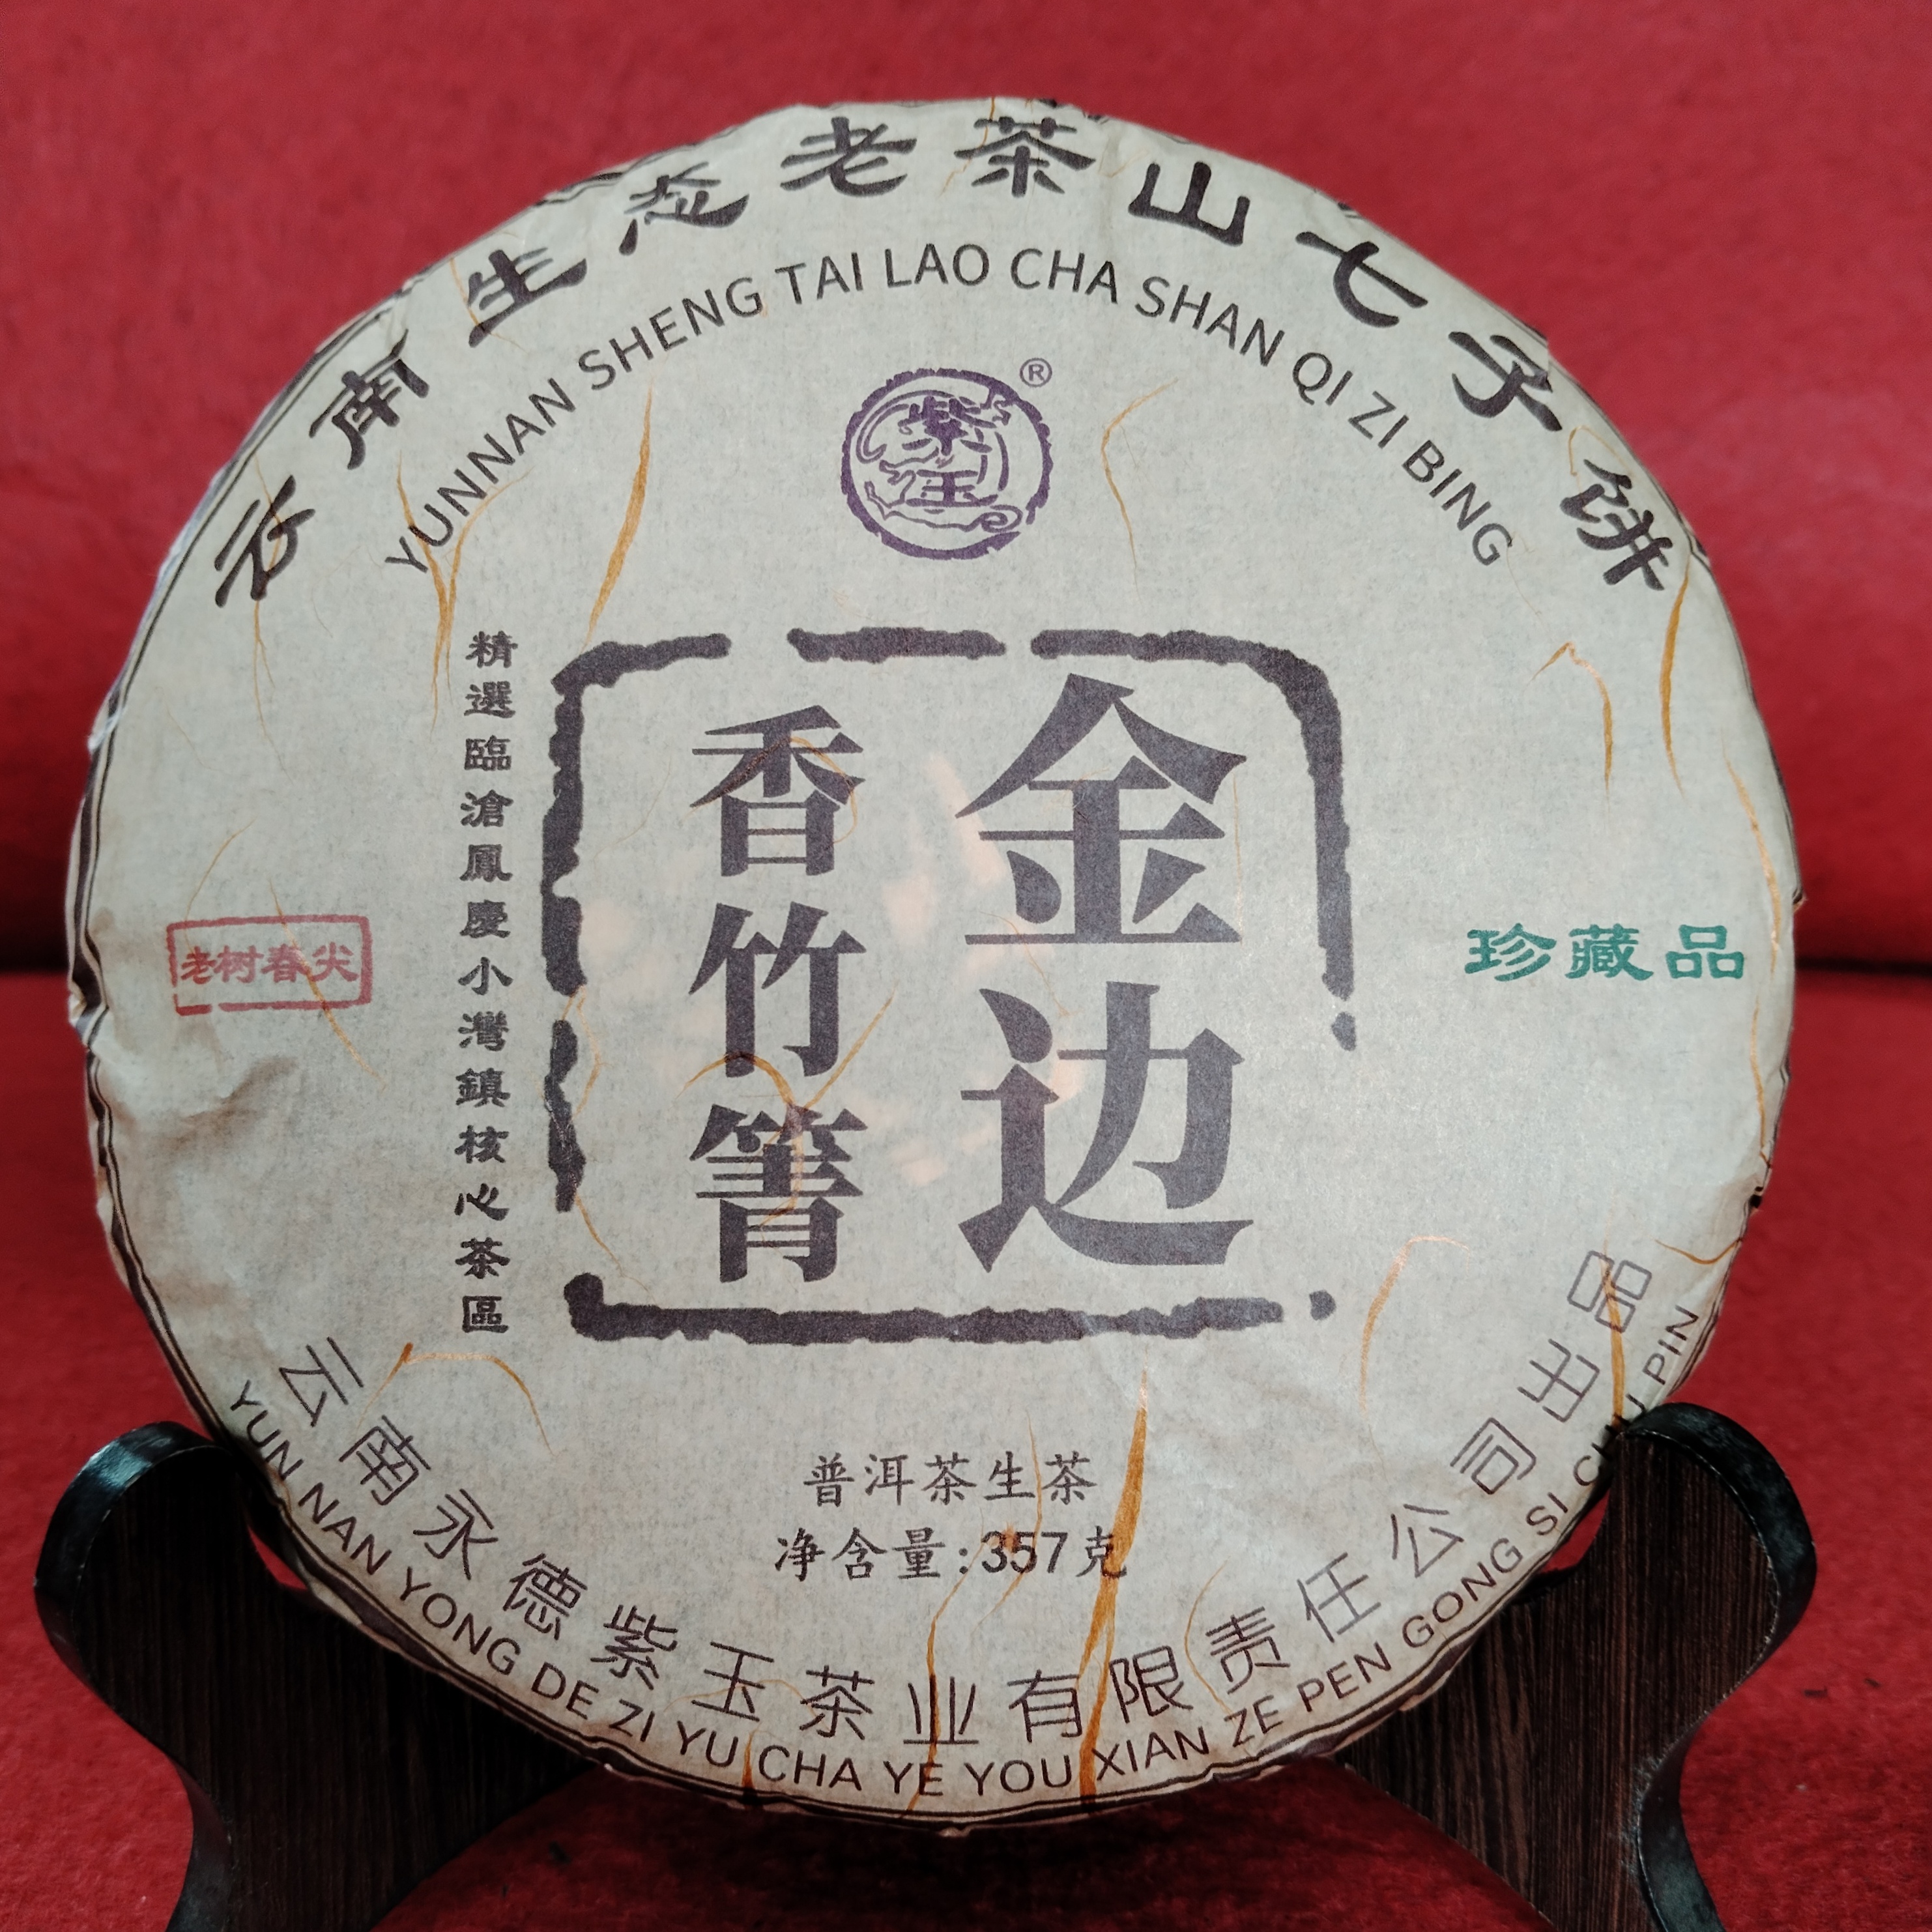 云南生态老茶山七子饼
YUNNAN SHENG TAI LAO CHA SHAN QI ZI BING
紫玉
®
金边
香竹箐
精選臨滄鳳慶小灣鎮核心茶區
老树春尖
珍藏品
普洱茶生茶
净含量:357克
云南永德紫玉茶业有限责任公司出品
YUN NAN YONG DE ZI YU CHA YE YOU XIAN ZE PEN GONG SI CHU PIN